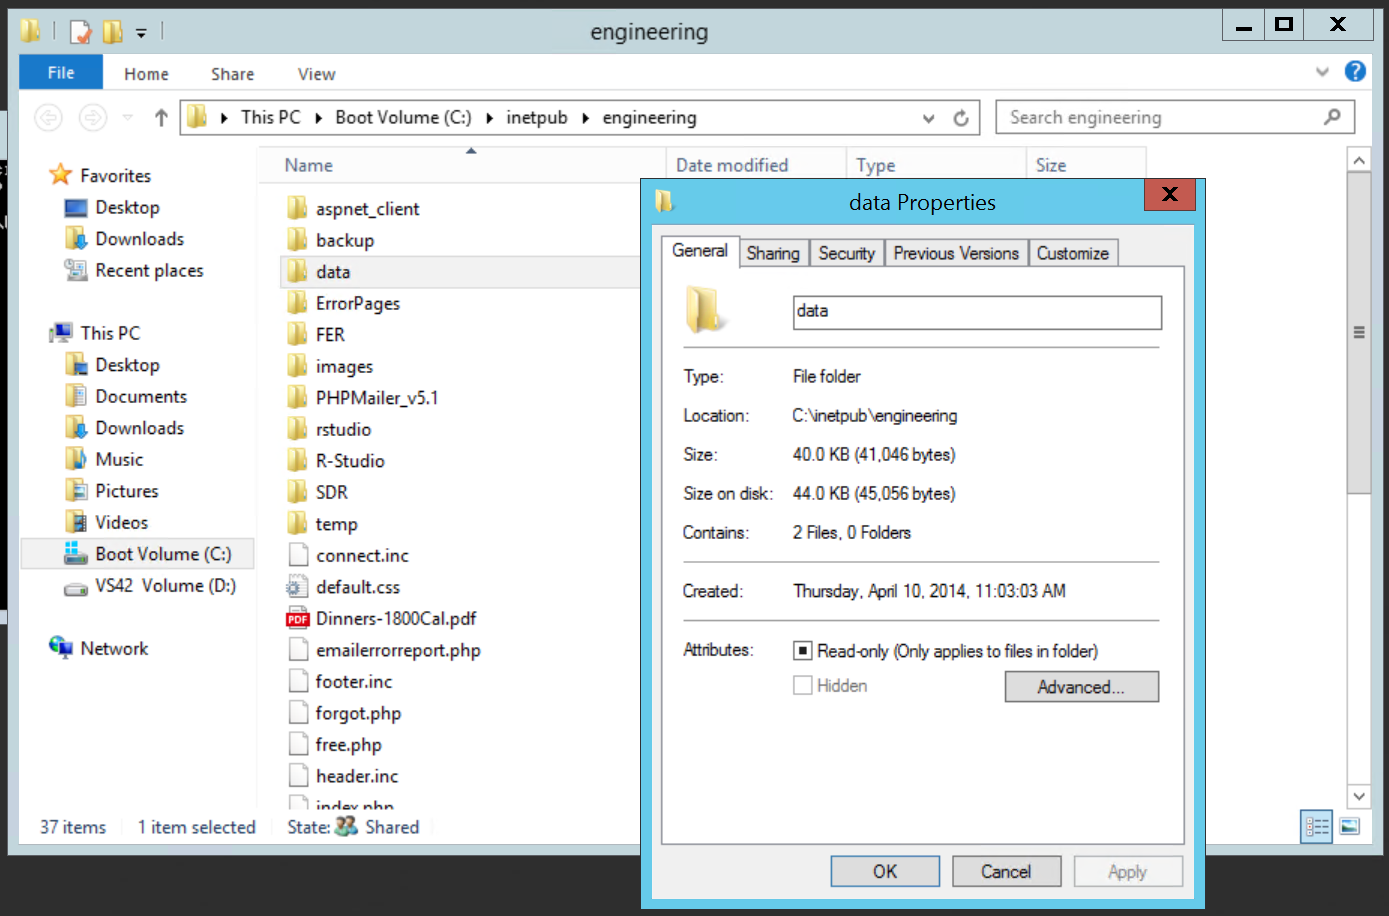 engineering
File Home Share View
This PC Boot Volume (C:) inetpub engineering Search engineering
Name Date modified Type Size
Favorites
Desktop
Downloads
Recent places
This PC
Desktop
Documents
Downloads
Music
Pictures
Videos
Boot Volume (C:)
VS42 Volume (D:)
Network
aspnet_client
backup
data
ErrorPages
FER
images
PHPMailer_v5.1
rstudio
R-Studio
SDR
temp
connect.inc
default.css
PDF Dinners-1800Cal.pdf
emailerrorreport.php
footer.inc
forgot.php
free.php
header.inc
index.php
37 items 1 item selected State: Shared
data Properties
General Sharing Security Previous Versions Customize
data
Type: File folder
Location: C:\inetpub\engineering
Size: 40.0 KB (41,046 bytes)
Size on disk: 44.0 KB (45,056 bytes)
Contains: 2 Files, 0 Folders
Created: Thursday, April 10, 2014, 11:03:03 AM
Attributes: Read-only (Only applies to files in folder)
Hidden Advanced...
OK Cancel Apply